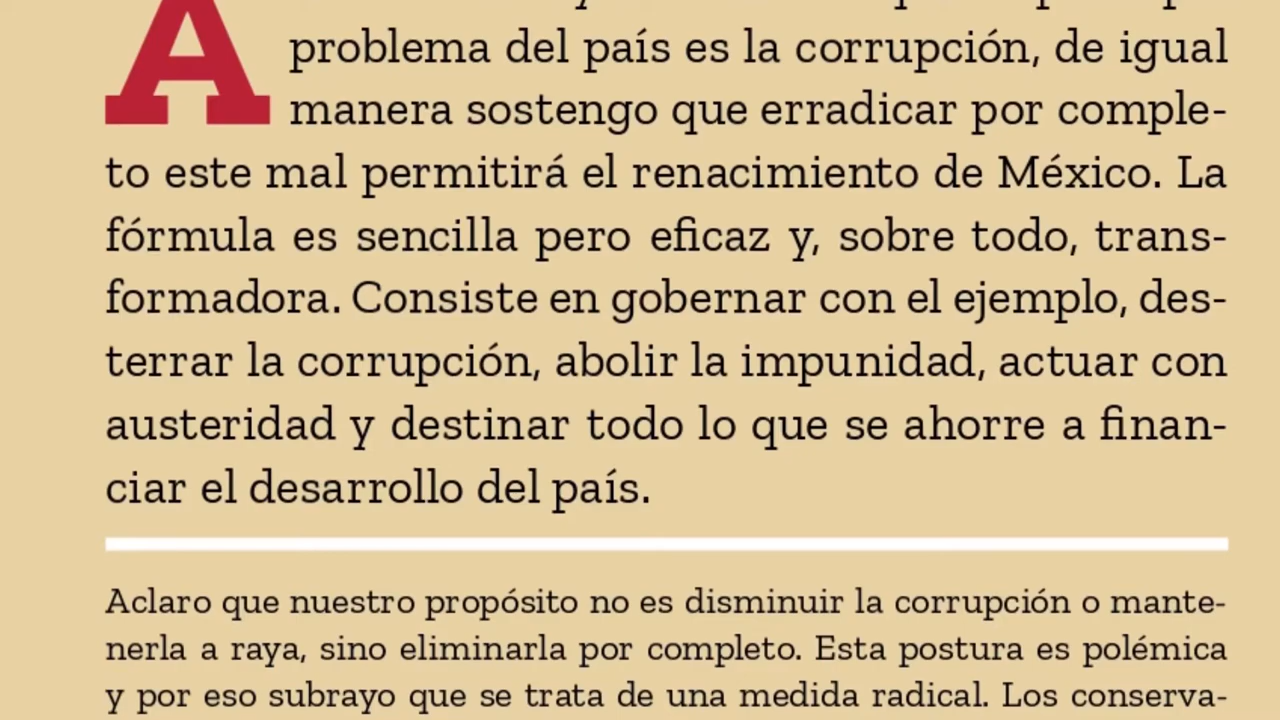 A
problema del país es la corrupción, de igual
manera sostengo que erradicar por comple-
to este mal permitirá el renacimiento de México. La
fórmula es sencilla pero eficaz y, sobre todo, trans-
formadora. Consiste en gobernar con el ejemplo, des-
terrar la corrupción, abolir la impunidad, actuar con
austeridad y destinar todo lo que se ahorre a finan-
ciar el desarrollo del país.
Aclaro que nuestro propósito no es disminuir la corrupción o mante-
nerla a raya, sino eliminarla por completo. Esta postura es polémica
y por eso subrayo que se trata de una medida radical. Los conserva-